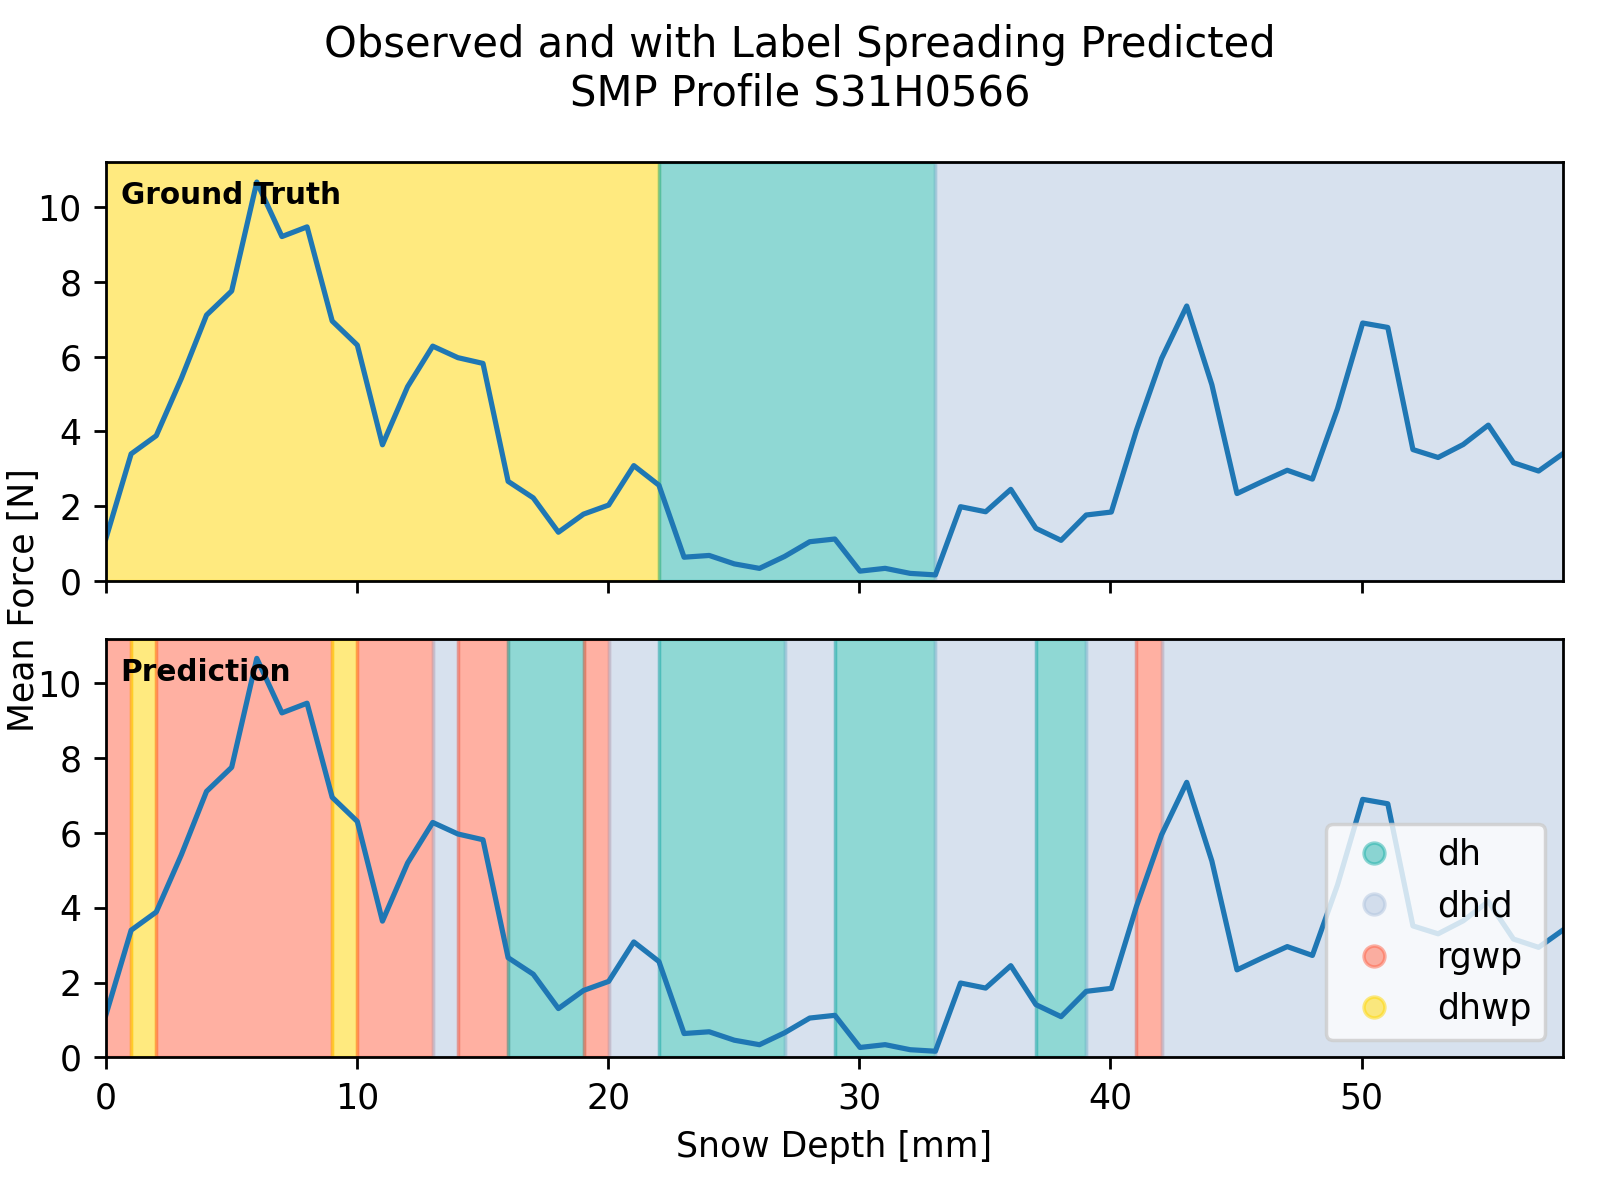 Observed and with Label Spreading Predicted
SMP Profile S31H0566
Ground Truth
10
8
6
4
2
0
Mean Force [N]
Prediction
10
8
6
4
2
0
dh
dhid
rgwp
dhwp
0 10 20 30 40 50
Snow Depth [mm]